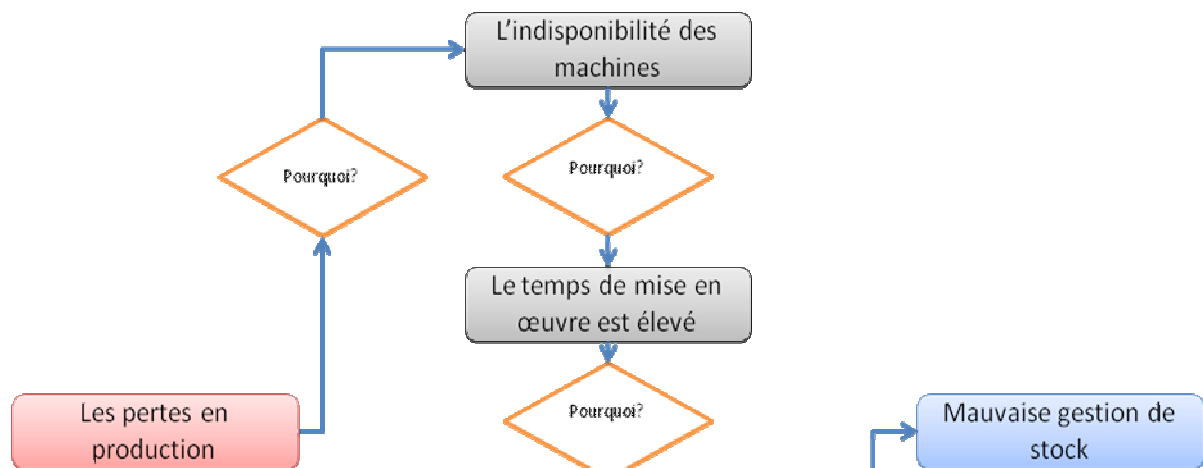 L'indisponibilité des
machines
Pourquoi?
Pourquoi?
Le temps de mise en
œuvre est élevé
Les pertes en
production
Pourquoi?
Mauvaise gestion de
stock